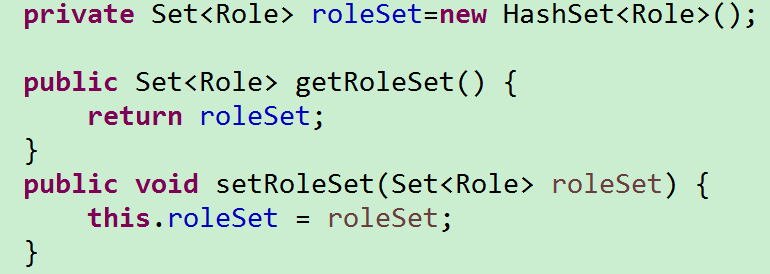 private Set<Role> roleSet=new HashSet<Role>();
public Set<Role> getRoleSet() {
    return roleSet;
}
public void setRoleSet(Set<Role> roleSet) {
    this.roleSet = roleSet;
}